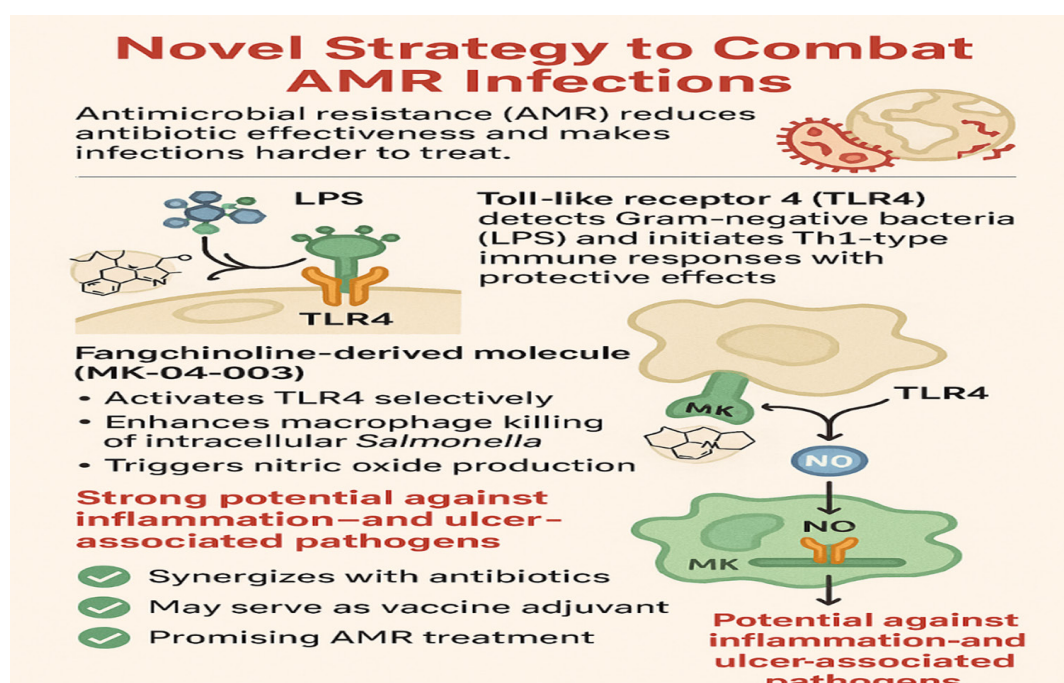 Novel Strategy to Combat
AMR Infections
Antimicrobial resistance (AMR) reduces
antibiotic effectiveness and makes
infections harder to treat.
LPS
TLR4
Toll-like receptor 4 (TLR4)
detects Gram-negative bacteria
(LPS) and initiates Th1-type
immune responses with
protective effects
Fangchinoline-derived molecule
(MK-04-003)
• Activates TLR4 selectively
• Enhances macrophage killing
of intracellular Salmonella
• Triggers nitric oxide production
Strong potential against
inflammation—and ulcer-
associated pathogens
Synergizes with antibiotics
May serve as vaccine adjuvant
Promising AMR treatment
MK
TLR4
NO
NO
MK
Potential against
inflammation-and
ulcer-associated
pathogens